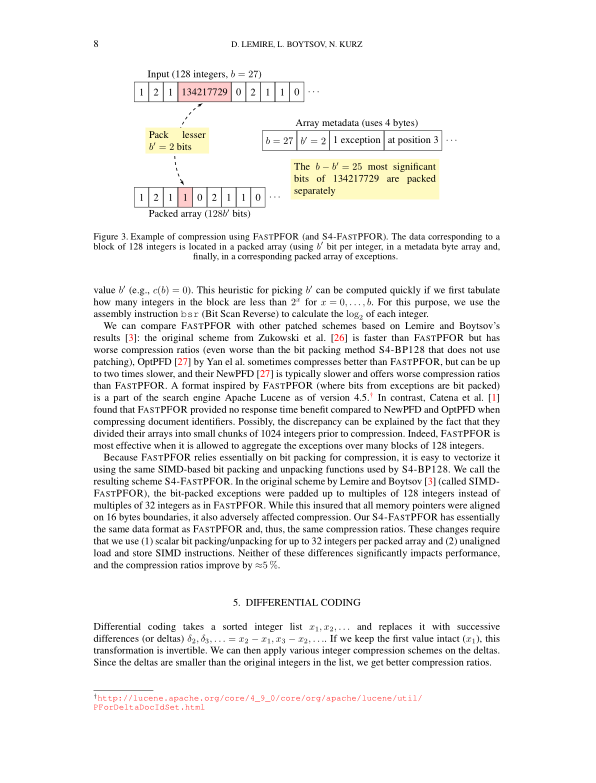 8
D. LEMIRE, L. BOYTSOV, N. KURZ
Input (128 integers, b = 27)
1 2 1 134217729 0 2 1 1 0 ⋯
Array metadata (uses 4 bytes)
b = 27 b′ = 2 1 exception at position 3 ⋯
Pack lesser
b′ = 2 bits
The b − b′ = 25 most significant
bits of 134217729 are packed
separately
1 2 1 1 0 2 1 1 0 ⋯
Packed array (128b′ bits)
Figure 3. Example of compression using FASTPFOR (and S4-FASTPFOR). The data corresponding to a
block of 128 integers is located in a packed array (using b′ bit per integer, in a metadata byte array and,
finally, in a corresponding packed array of exceptions.
value b′ (e.g., c(b) = 0). This heuristic for picking b′ can be computed quickly if we first tabulate
how many integers in the block are less than 2^x for x = 0, . . . , b. For this purpose, we use the
assembly instruction bsr (Bit Scan Reverse) to calculate the log₂ of each integer.
We can compare FASTPFOR with other patched schemes based on Lemire and Boytsov's
results [3]: the original scheme from Zukowski et al. [26] is faster than FASTPFOR but has
worse compression ratios (even worse than the bit packing method S4-BP128 that does not use
patching), OptPFD [27] by Yan el al. sometimes compresses better than FASTPFOR, but can be up
to two times slower, and their NewPFD [27] is typically slower and offers worse compression ratios
than FASTPFOR. A format inspired by FASTPFOR (where bits from exceptions are bit packed)
is a part of the search engine Apache Lucene as of version 4.5.† In contrast, Catena et al. [1]
found that FASTPFOR provided no response time benefit compared to NewPFD and OptPFD when
compressing document identifiers. Possibly, the discrepancy can be explained by the fact that they
divided their arrays into small chunks of 1024 integers prior to compression. Indeed, FASTPFOR is
most effective when it is allowed to aggregate the exceptions over many blocks of 128 integers.
Because FASTPFOR relies essentially on bit packing for compression, it is easy to vectorize it
using the same SIMD-based bit packing and unpacking functions used by S4-BP128. We call the
resulting scheme S4-FASTPFOR. In the original scheme by Lemire and Boytsov [3] (called SIMD-
FASTPFOR), the bit-packed exceptions were padded up to multiples of 128 integers instead of
multiples of 32 integers as in FASTPFOR. While this insured that all memory pointers were aligned
on 16 bytes boundaries, it also adversely affected compression. Our S4-FASTPFOR has essentially
the same data format as FASTPFOR and, thus, the same compression ratios. These changes require
that we use (1) scalar bit packing/unpacking for up to 32 integers per packed array and (2) unaligned
load and store SIMD instructions. Neither of these differences significantly impacts performance,
and the compression ratios improve by ≈5 %.
5. DIFFERENTIAL CODING
Differential coding takes a sorted integer list x₁, x₂, . . . and replaces it with successive
differences (or deltas) δ₂, δ₃, . . . = x₂ − x₁, x₃ − x₂, . . .. If we keep the first value intact (x₁), this
transformation is invertible. We can then apply various integer compression schemes on the deltas.
Since the deltas are smaller than the original integers in the list, we get better compression ratios.
†http://lucene.apache.org/core/4_9_0/core/org/apache/lucene/util/
PForDeltaDocIdSet.html